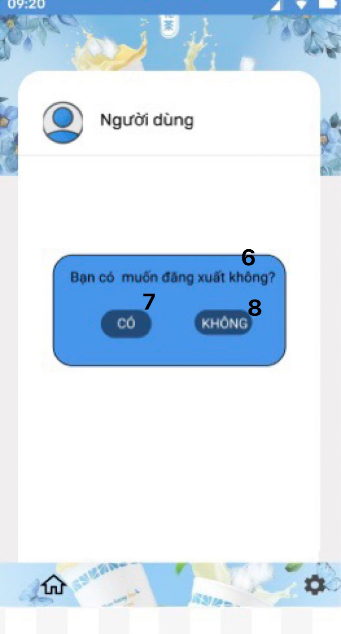 09:20
Người dùng
6
Bạn có muốn đăng xuất không?
7
8
CÓ
KHÔNG